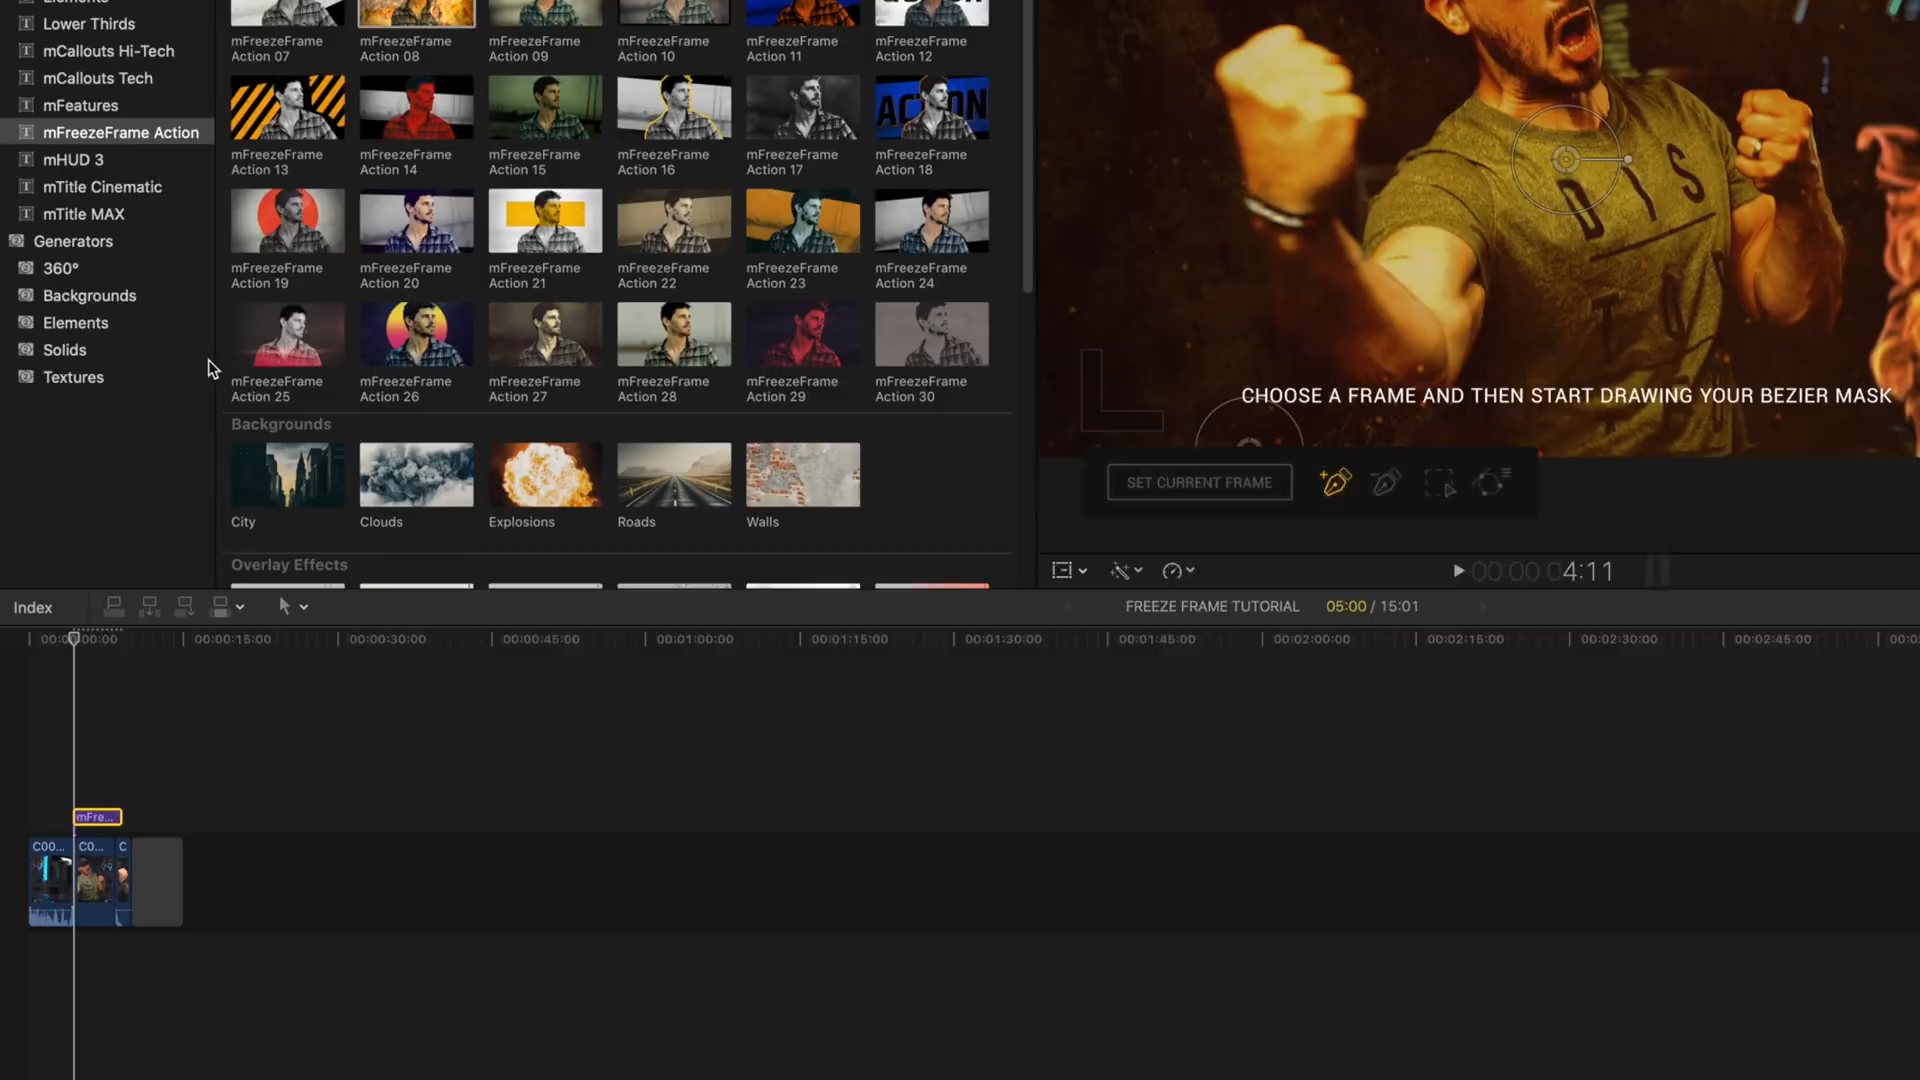 Elements
Lower Thirds
mCallouts Hi-Tech
mCallouts Tech
mFeatures
mFreezeFrame Action
mHUD 3
mTitle Cinematic
mTitle MAX
Generators
360°
Backgrounds
Elements
Solids
Textures
mFreezeFrame Action 07
mFreezeFrame Action 08
mFreezeFrame Action 09
mFreezeFrame Action 10
mFreezeFrame Action 11
mFreezeFrame Action 12
ACTION
mFreezeFrame Action 13
mFreezeFrame Action 14
mFreezeFrame Action 15
mFreezeFrame Action 16
mFreezeFrame Action 17
mFreezeFrame Action 18
mFreezeFrame Action 19
mFreezeFrame Action 20
mFreezeFrame Action 21
mFreezeFrame Action 22
mFreezeFrame Action 23
mFreezeFrame Action 24
mFreezeFrame Action 25
mFreezeFrame Action 26
mFreezeFrame Action 27
mFreezeFrame Action 28
mFreezeFrame Action 29
mFreezeFrame Action 30
Backgrounds
City
Clouds
Explosions
Roads
Walls
Overlay Effects
DYS
CHOOSE A FRAME AND THEN START DRAWING YOUR BEZIER MASK
SET CURRENT FRAME
00:00:04:11
Index
FREEZE FRAME TUTORIAL 05:00 / 15:01
00:00:00:00 00:00:15:00 00:00:30:00 00:00:45:00 00:01:00:00 00:01:15:00 00:01:30:00 00:01:45:00 00:02:00:00 00:02:15:00 00:02:30:00 00:02:45:00
mFre...
C00... C0... C